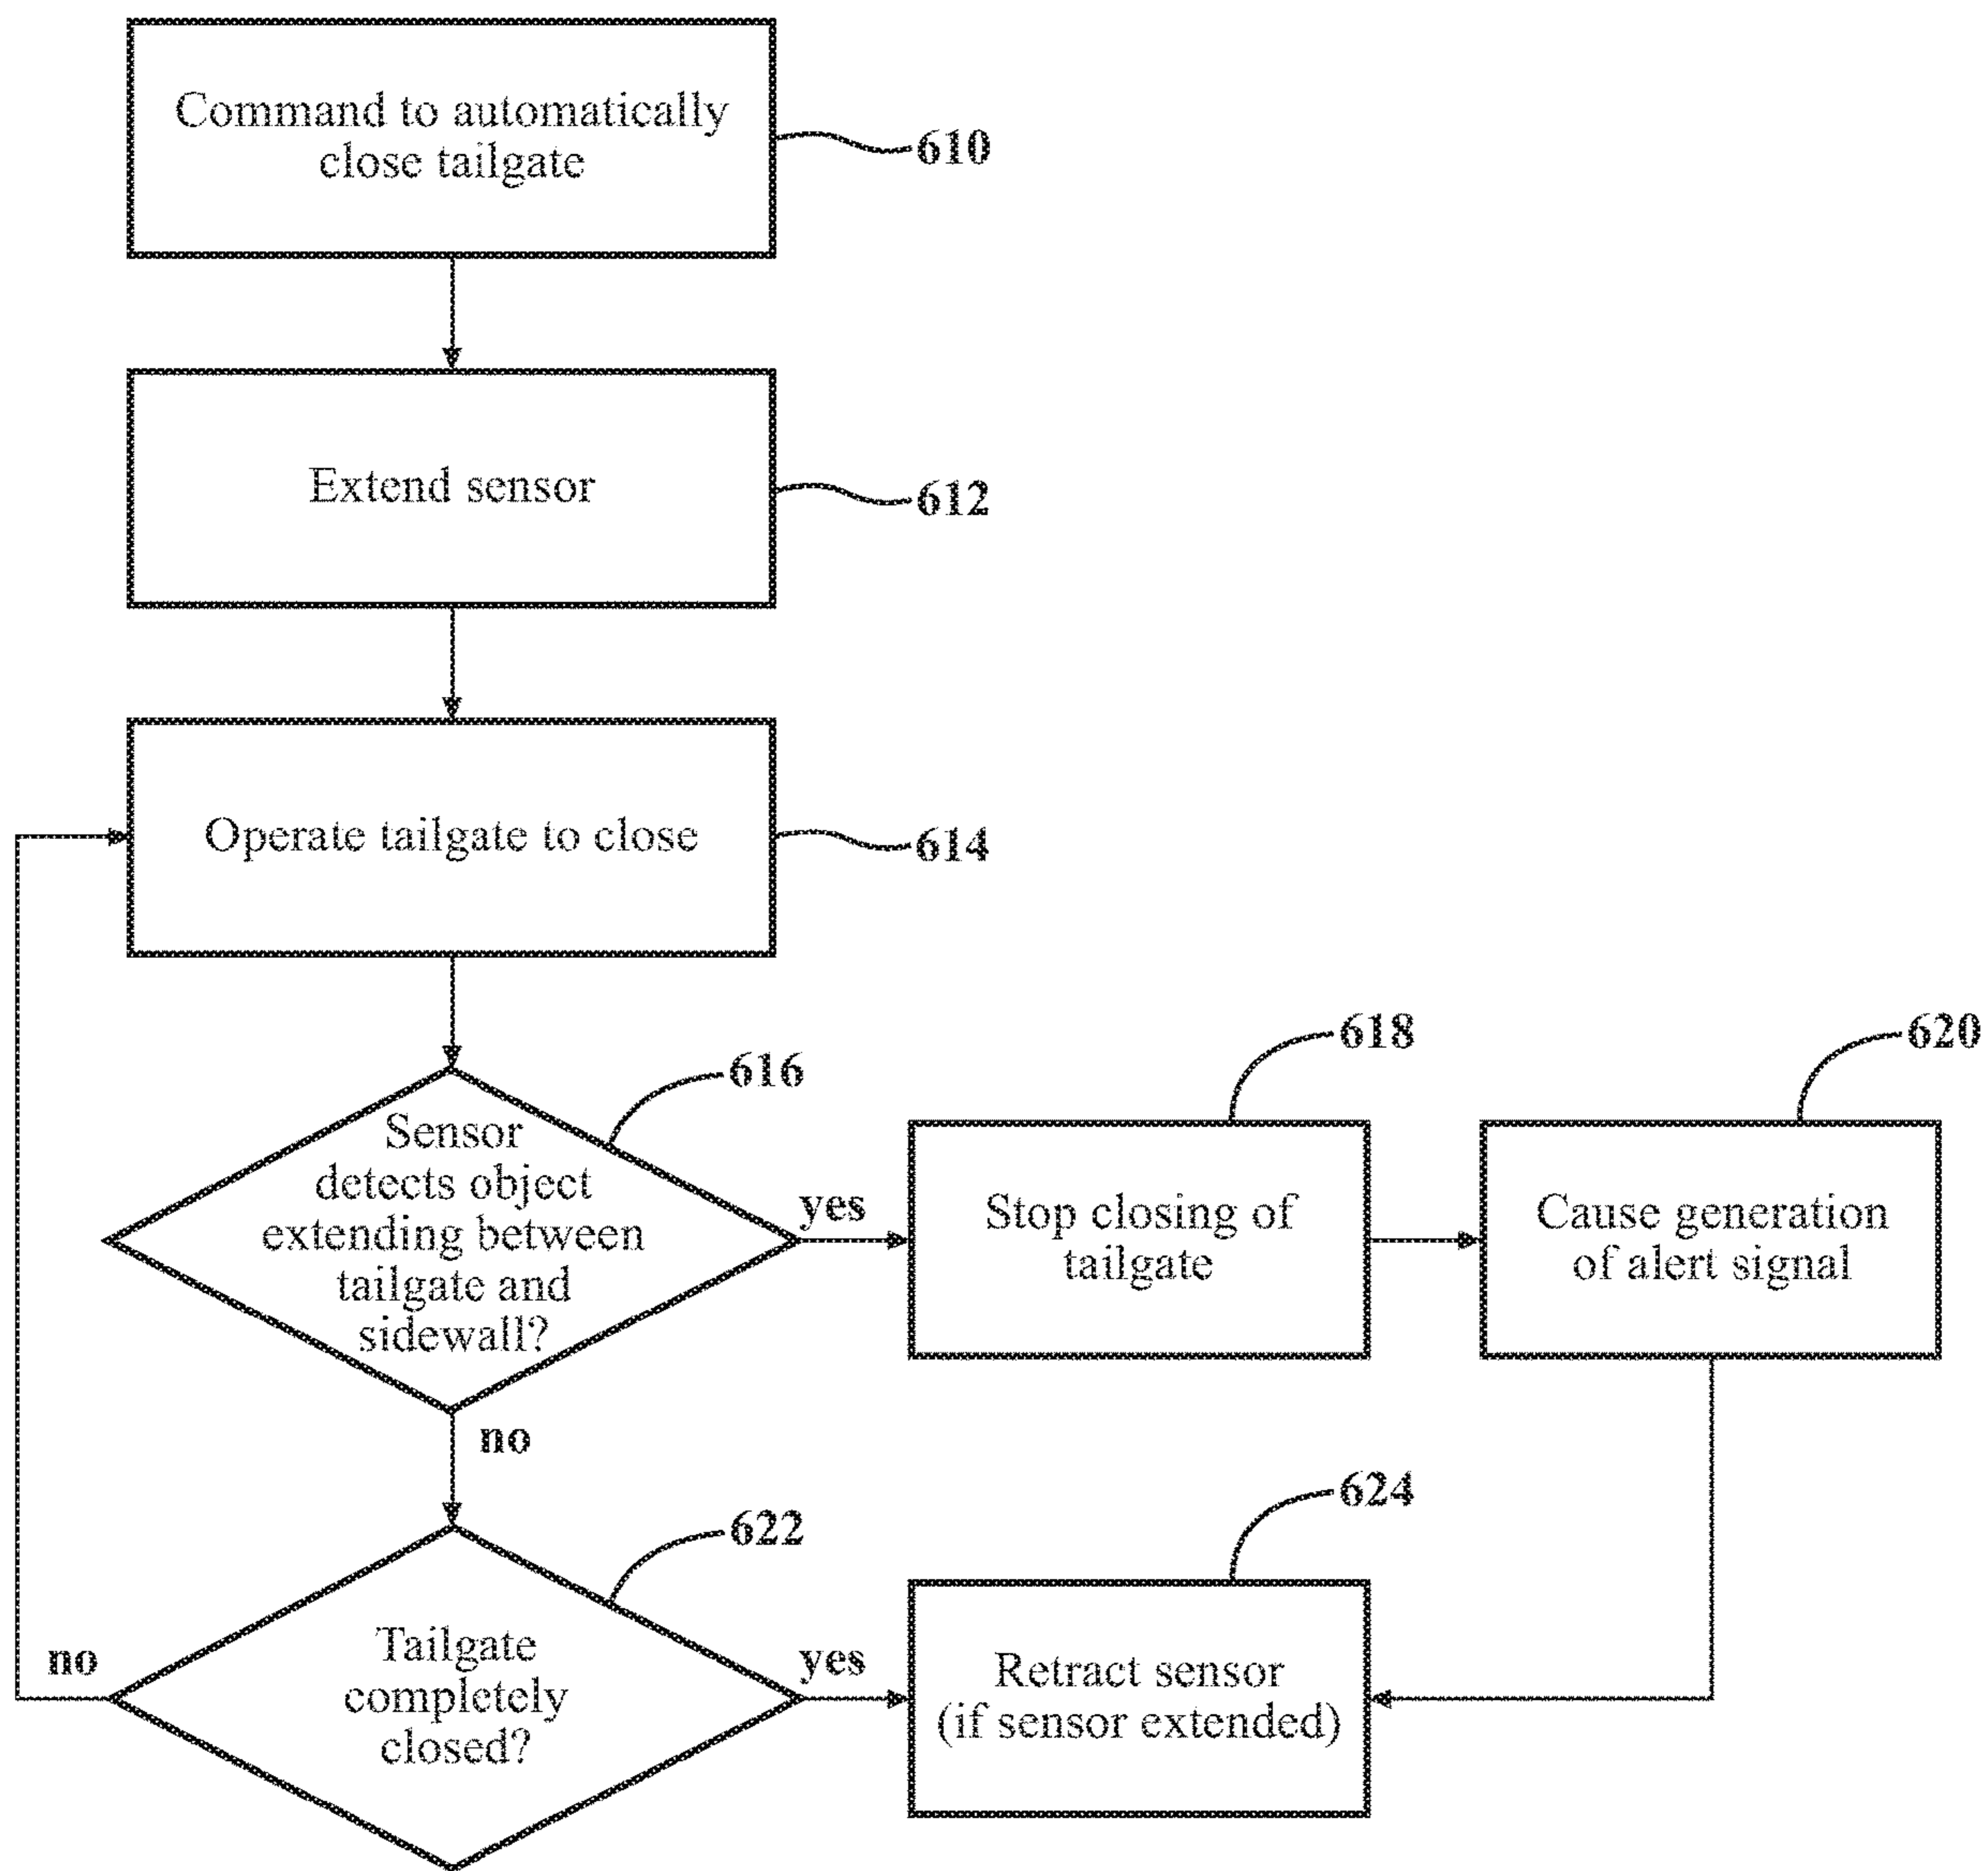 Command to automatically
close tailgate
610
Extend sensor
612
Operate tailgate to close
614
Sensor
detects object
extending between
tailgate and
sidewall?
616
yes
Stop closing of
tailgate
618
Cause generation
of alert signal
620
no
Tailgate
completely
closed?
622
no
yes
Retract sensor
(if sensor extended)
624